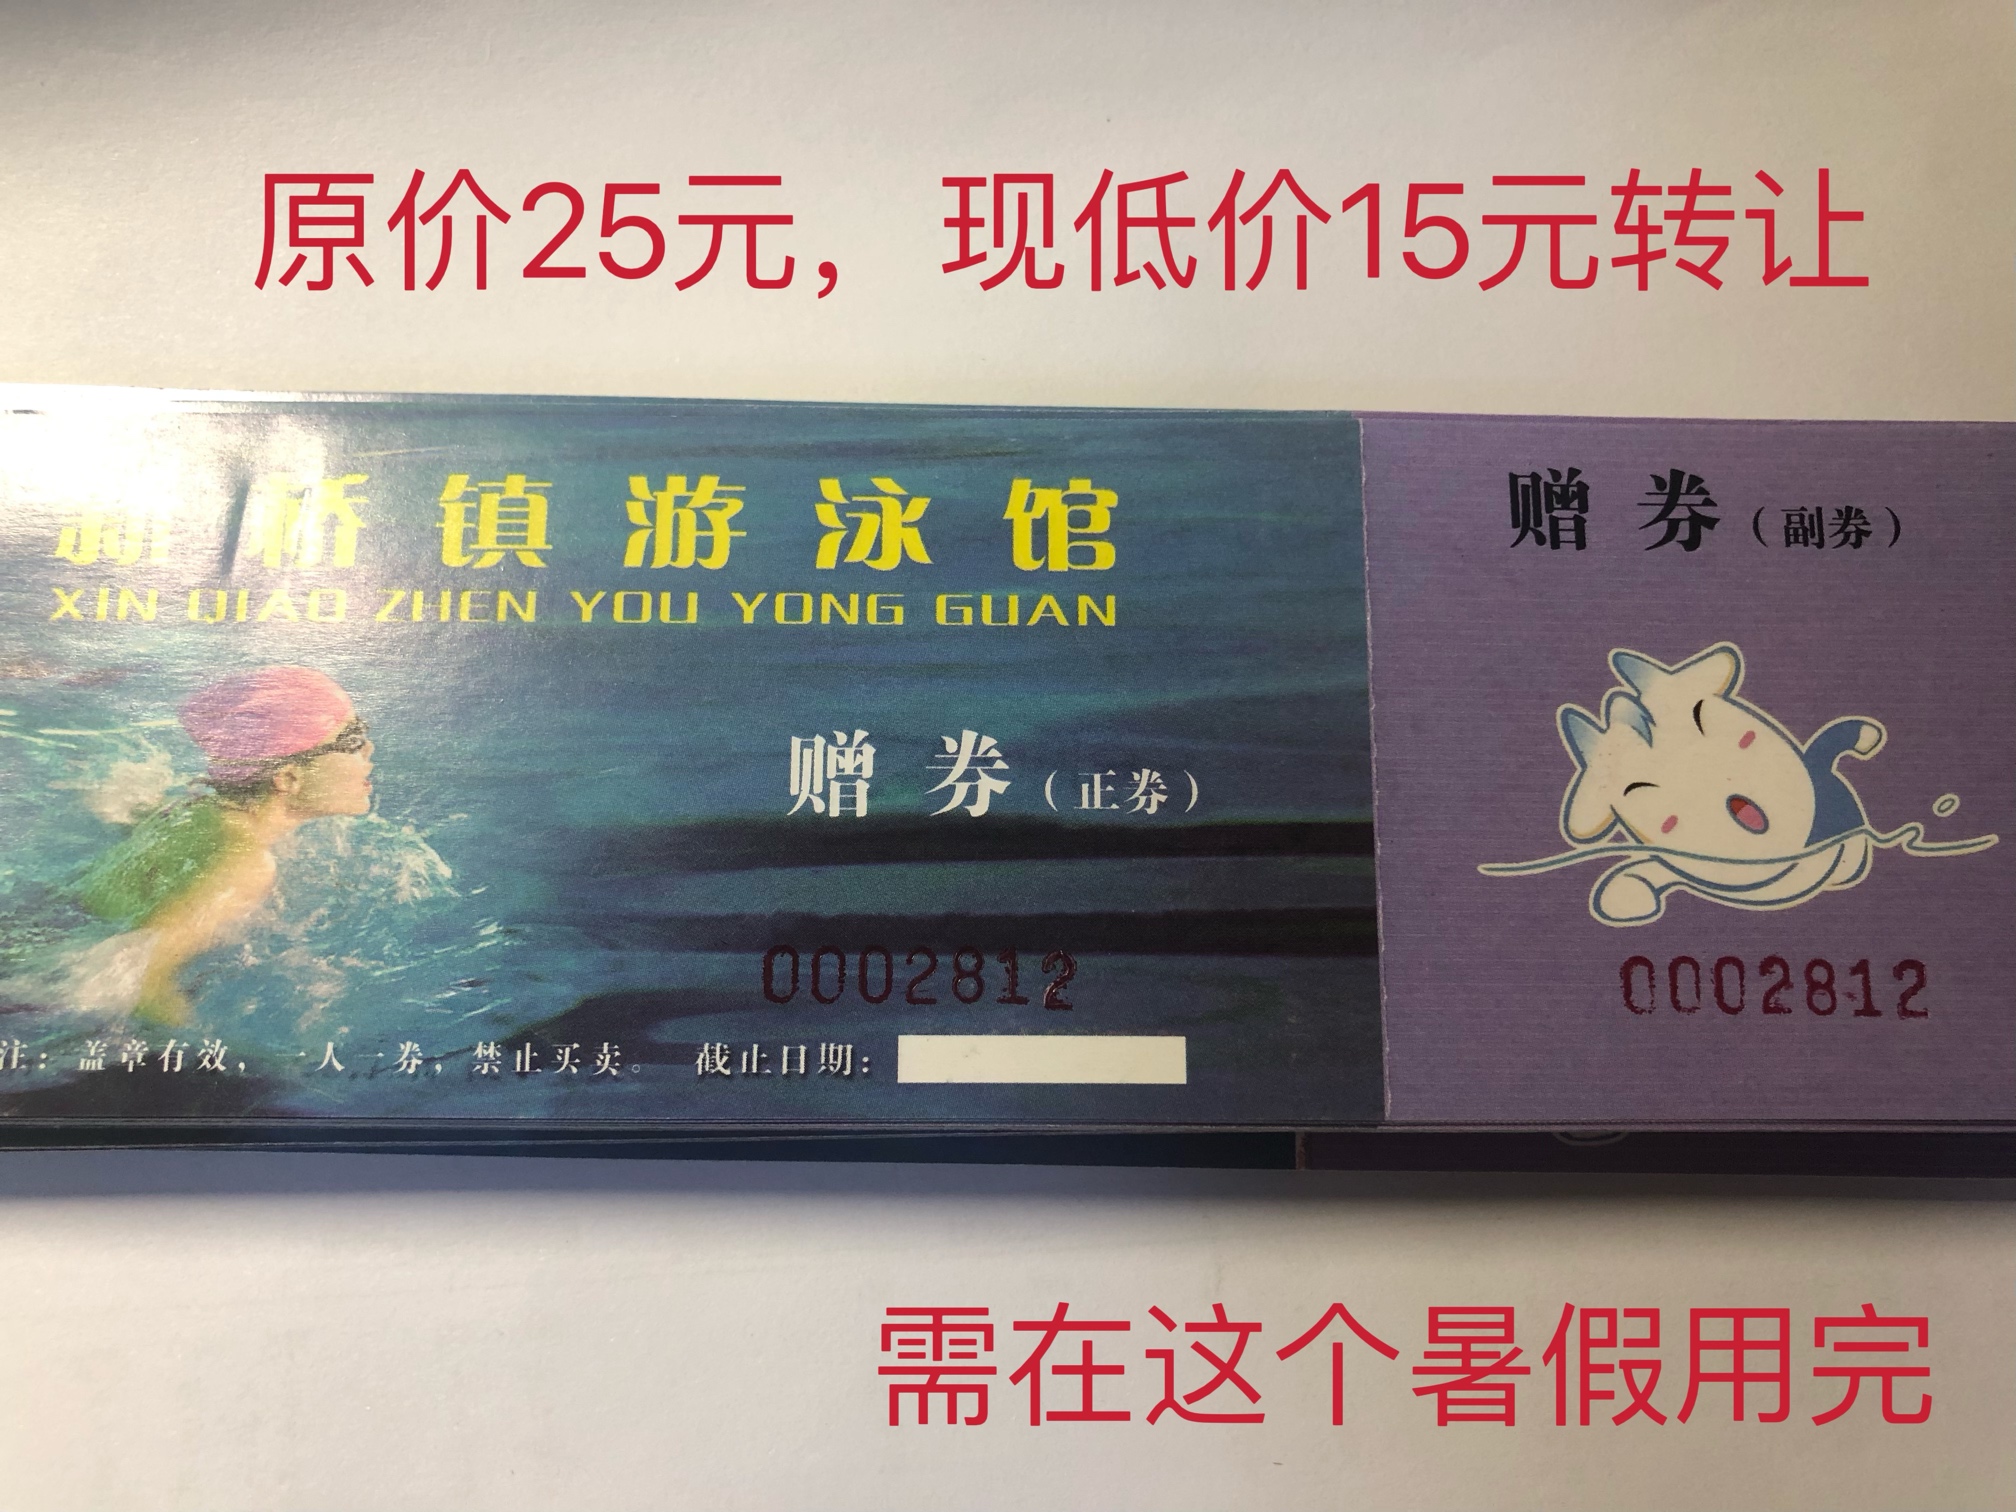 原价25元，现低价15元转让
新桥镇游泳馆
XIN QIAO ZHEN YOU YONG GUAN
赠券（正券）
0002812
注：盖章有效，一人一券，禁止买卖。 截止日期：
赠券（副券）
0002812
需在这个暑假用完